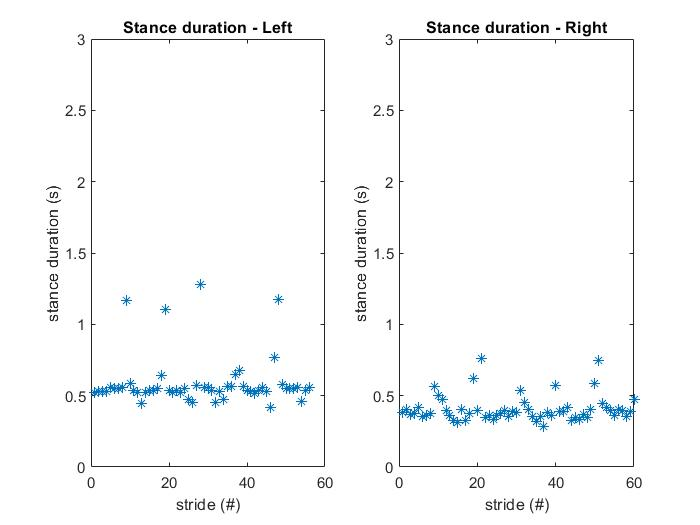 Stance duration - Left
3
2.5
2
1.5
1
0.5
0
0 20 40 60
stance duration (s)
stride (#)
Stance duration - Right
3
2.5
2
1.5
1
0.5
0
0 20 40 60
stance duration (s)
stride (#)